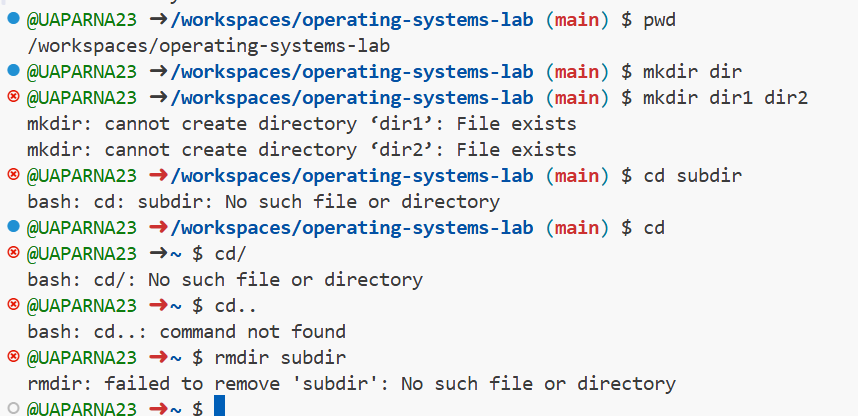 @UAPARNA23 ➜/workspaces/operating-systems-lab (main) $ pwd
/workspaces/operating-systems-lab
@UAPARNA23 ➜/workspaces/operating-systems-lab (main) $ mkdir dir
@UAPARNA23 ➜/workspaces/operating-systems-lab (main) $ mkdir dir1 dir2
mkdir: cannot create directory ‘dir1’: File exists
mkdir: cannot create directory ‘dir2’: File exists
@UAPARNA23 ➜/workspaces/operating-systems-lab (main) $ cd subdir
bash: cd: subdir: No such file or directory
@UAPARNA23 ➜/workspaces/operating-systems-lab (main) $ cd
@UAPARNA23 ➜~ $ cd/
bash: cd/: No such file or directory
@UAPARNA23 ➜~ $ cd..
bash: cd..: command not found
@UAPARNA23 ➜~ $ rmdir subdir
rmdir: failed to remove 'subdir': No such file or directory
@UAPARNA23 ➜~ $